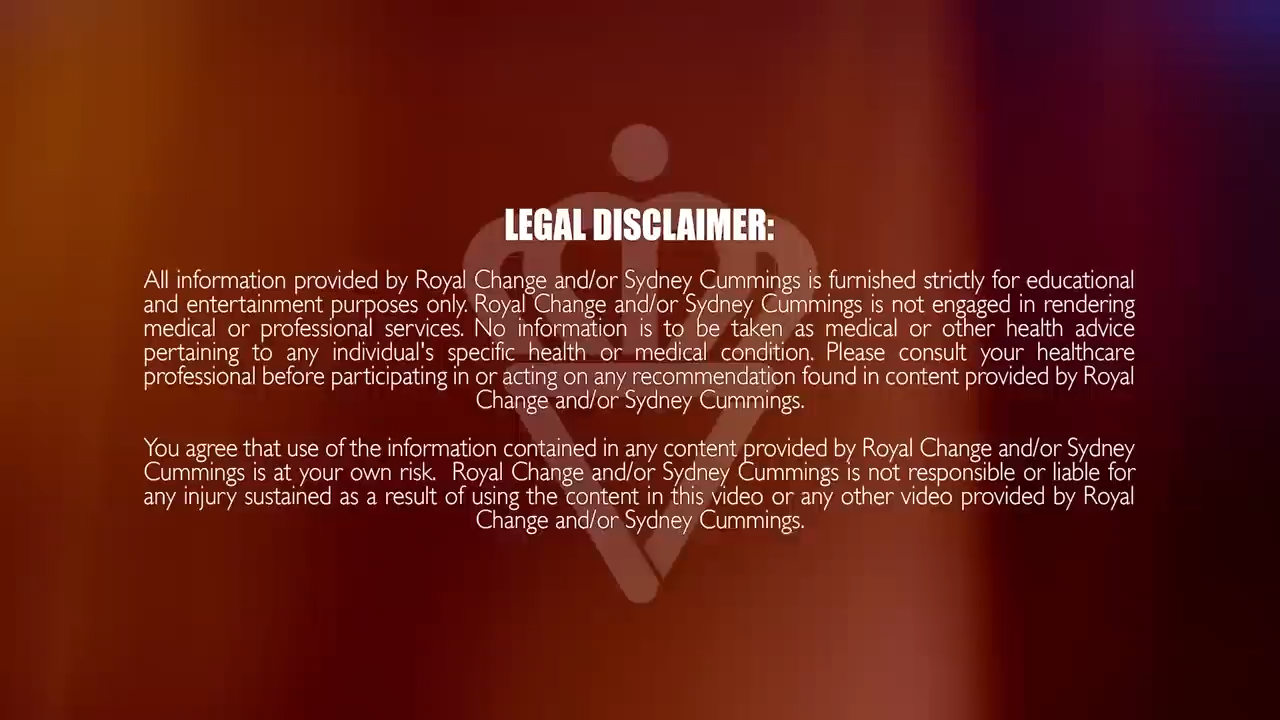 LEGAL DISCLAIMER:
All information provided by Royal Change and/or Sydney Cummings is furnished strictly for educational
and entertainment purposes only. Royal Change and/or Sydney Cummings is not engaged in rendering
medical or professional services. No information is to be taken as medical or other health advice
pertaining to any individual's specific health or medical condition. Please consult your healthcare
professional before participating in or acting on any recommendation found in content provided by Royal
Change and/or Sydney Cummings.
You agree that use of the information contained in any content provided by Royal Change and/or Sydney
Cummings is at your own risk.  Royal Change and/or Sydney Cummings is not responsible or liable for
any injury sustained as a result of using the content in this video or any other video provided by Royal
Change and/or Sydney Cummings.